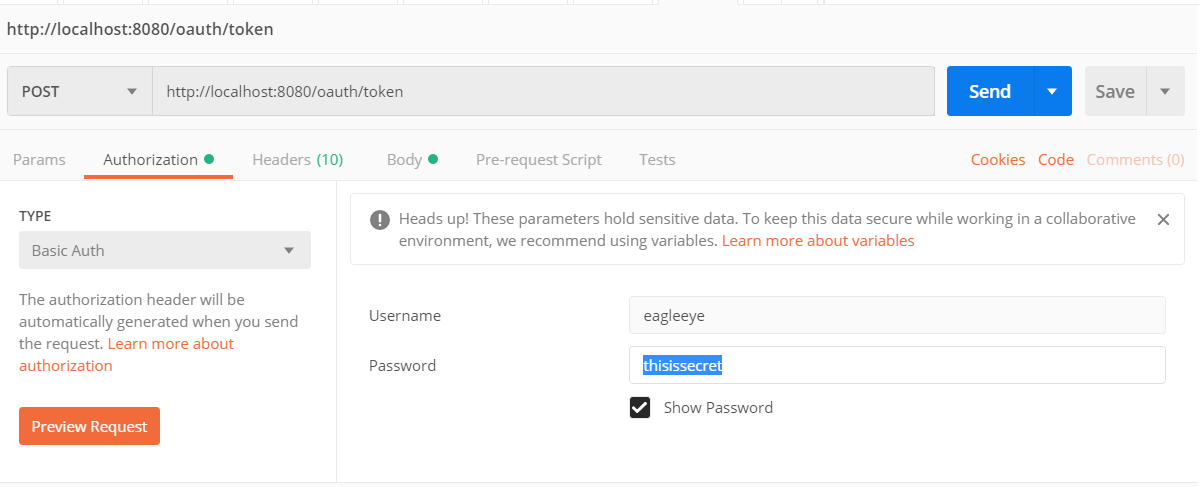 http://localhost:8080/oauth/token
POST http://localhost:8080/oauth/token Send Save
Params Authorization Headers (10) Body Pre-request Script Tests Cookies Code Comments (0)
TYPE
Basic Auth
The authorization header will be
automatically generated when you send
the request. Learn more about
authorization
Preview Request
Heads up! These parameters hold sensitive data. To keep this data secure while working in a collaborative
environment, we recommend using variables. Learn more about variables
Username eagleeye
Password thisissecret
Show Password